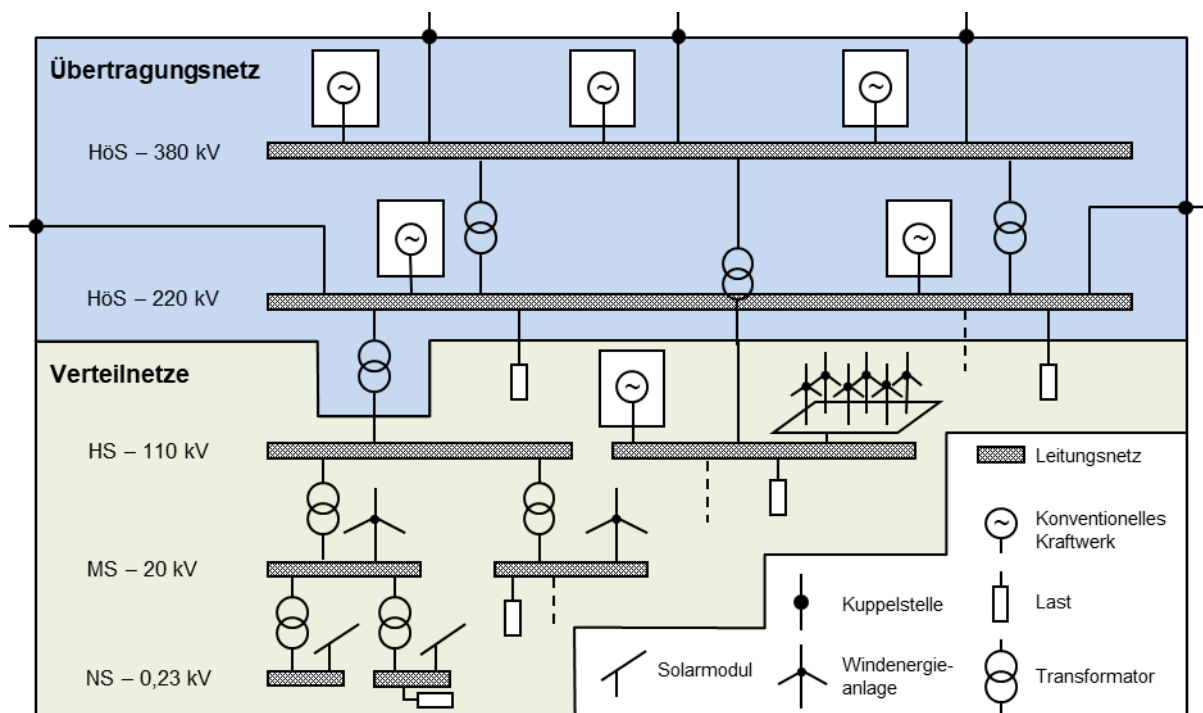 Übertragungsnetz
HöS – 380 kV
HöS – 220 kV
Verteilnetze
HS – 110 kV
MS – 20 kV
NS – 0,23 kV
Leitungsnetz
Konventionelles
Kraftwerk
Kuppelstelle
Last
Solarmodul
Windenergie-
anlage
Transformator